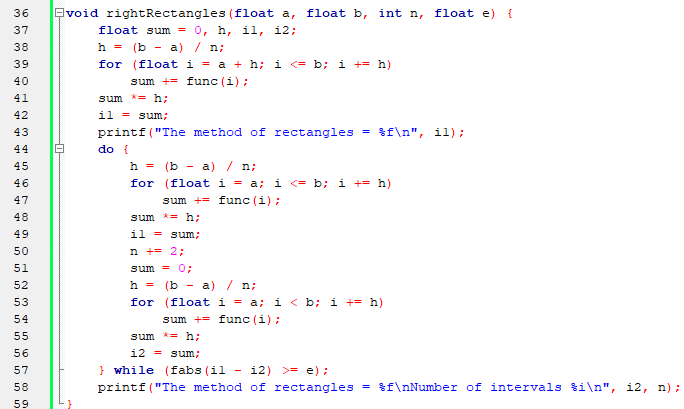 36 void rightRectangles(float a, float b, int n, float e) {
37     float sum = 0, h, i1, i2;
38     h = (b - a) / n;
39     for (float i = a + h; i <= b; i += h)
40         sum += func(i);
41     sum *= h;
42     i1 = sum;
43     printf("The method of rectangles = %f\n", i1);
44     do {
45         h = (b - a) / n;
46         for (float i = a; i <= b; i += h)
47             sum += func(i);
48         sum *= h;
49         i1 = sum;
50         n += 2;
51         sum = 0;
52         h = (b - a) / n;
53         for (float i = a; i < b; i += h)
54             sum += func(i);
55         sum *= h;
56         i2 = sum;
57     } while (fabs(i1 - i2) >= e);
58     printf("The method of rectangles = %f\nNumber of intervals %i\n", i2, n);
59 }